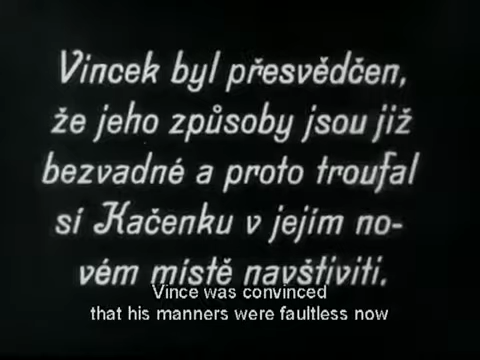 Vincek byl přesvědčen,
že jeho způsoby jsou již
bezvadné a proto troufal
sí Kačenku v jejím no-
vém místě navštíviti.
Vince was convinced
that his manners were faultless now